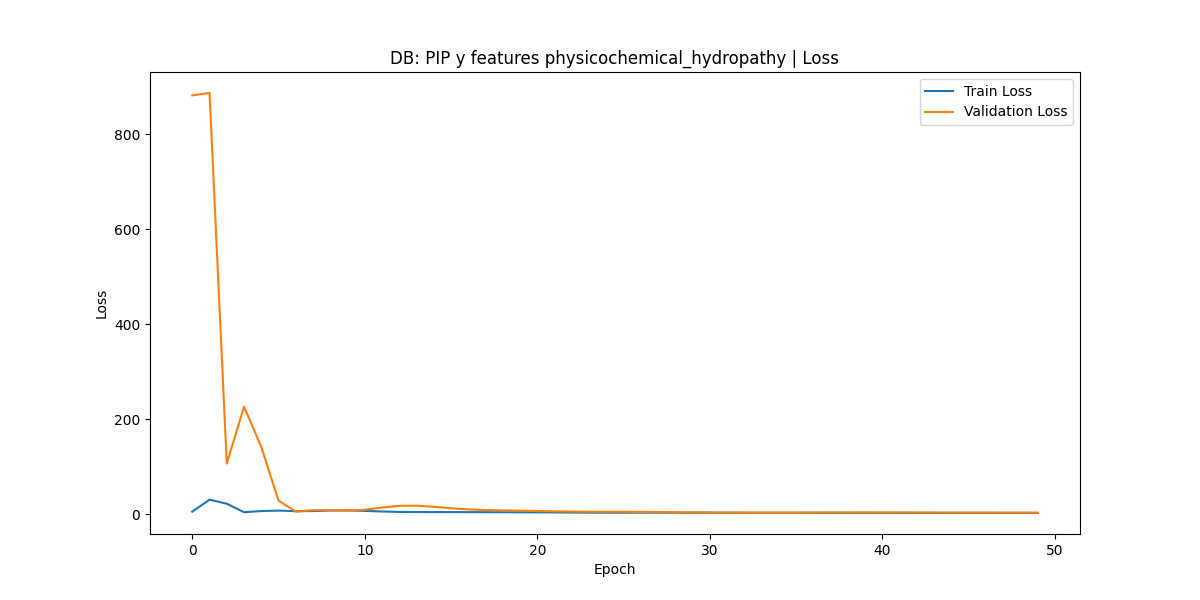 DB: PIP y features physicochemical_hydropathy | Loss
Train Loss
Validation Loss
800
600
400
200
0
Loss
0 10 20 30 40 50
Epoch